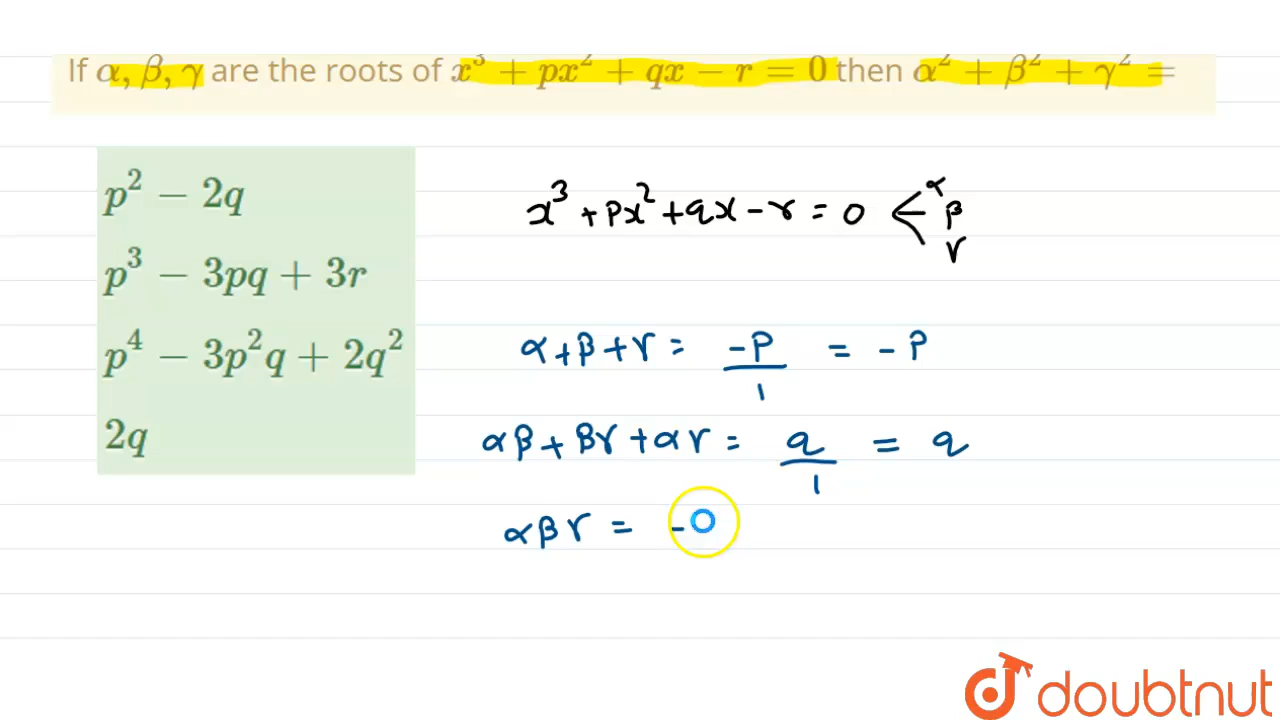 If α, β, γ are the roots of x³ + px² + qx − r = 0 then α² + β² + γ² =
p² − 2q
p³ − 3pq + 3r
p⁴ − 3p²q + 2q²
2q
x³ + px² + qx − r = 0 < α
β
γ
α + β + γ = −p/1 = −p
αβ + βγ + αγ = q/1 = q
αβγ = −
doubtnut